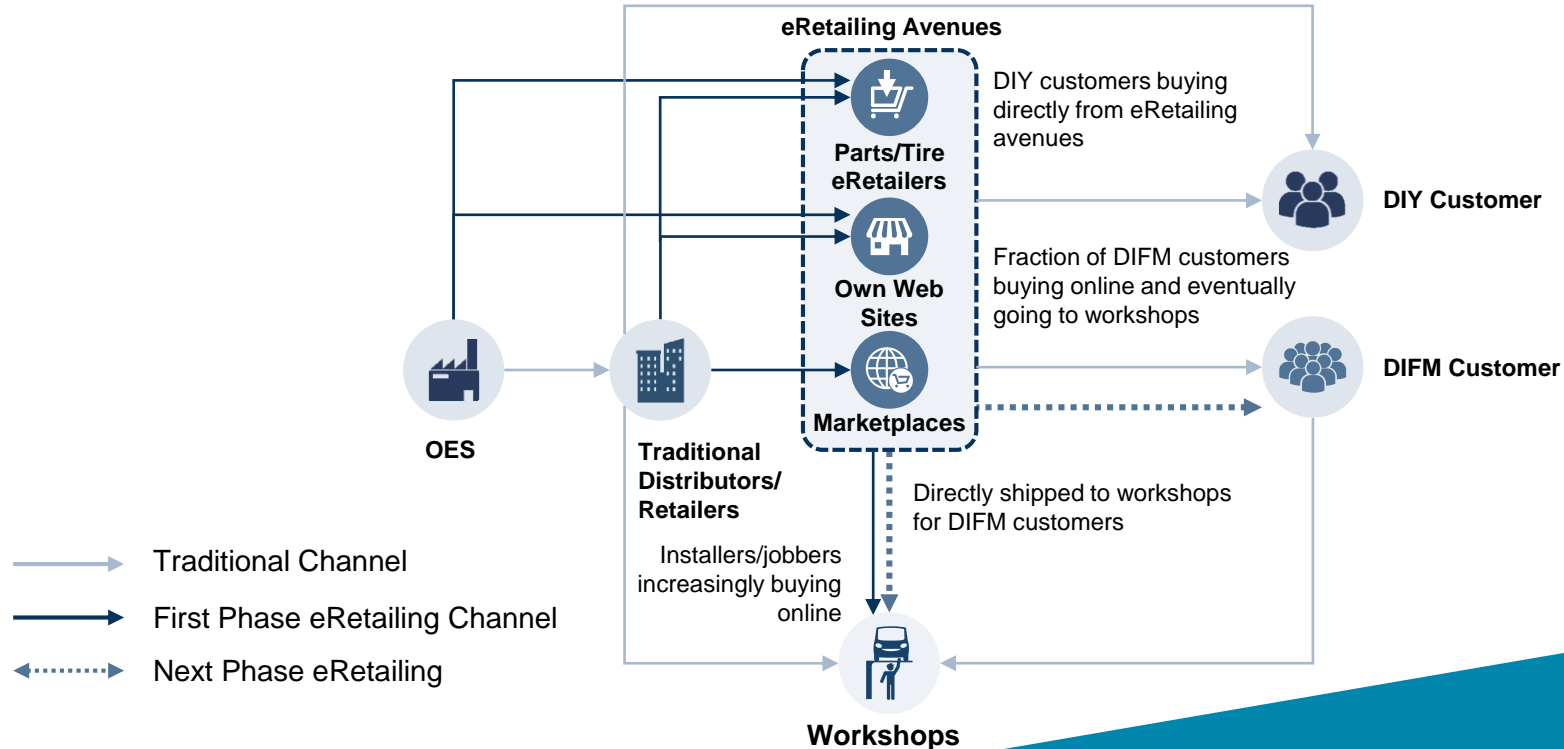 eRetailing Avenues
Parts/Tire
eRetailers
Own Web
Sites
Marketplaces
DIY customers buying
directly from eRetailing
avenues
DIY Customer
Fraction of DIFM customers
buying online and eventually
going to workshops
DIFM Customer
OES
Traditional
Distributors/
Retailers
Directly shipped to workshops
for DIFM customers
Installers/jobbers
increasingly buying
online
Traditional Channel
First Phase eRetailing Channel
Next Phase eRetailing
Workshops